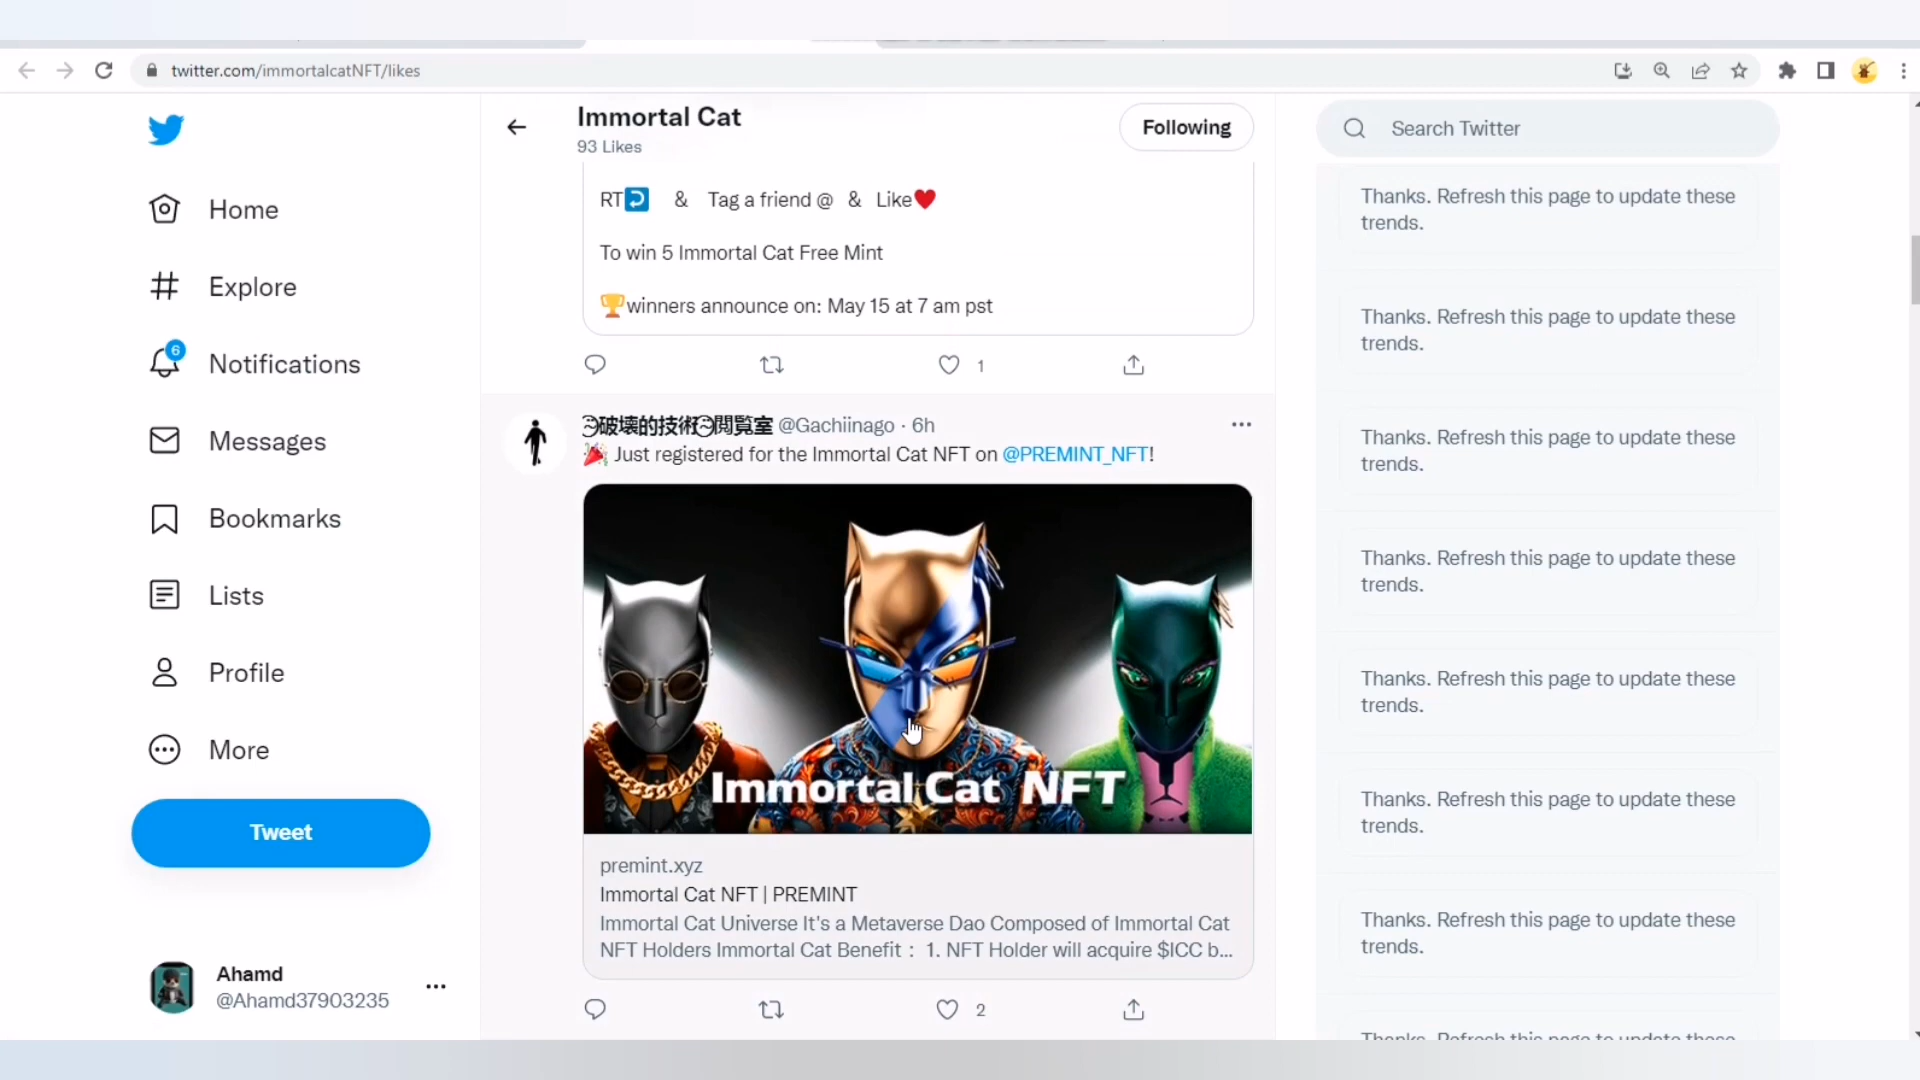 twitter.com/immortalcatNFT/likes
Immortal Cat
93 Likes
Following
Search Twitter
Home
Explore
6
Notifications
Messages
Bookmarks
Lists
Profile
More
Tweet
Ahamd
@Ahamd37903235
RT & Tag a friend @ & Like
To win 5 Immortal Cat Free Mint
🏆winners announce on: May 15 at 7 am pst
1
破壊的技術 閲覧室 @Gachiinago · 6h
🎉 Just registered for the Immortal Cat NFT on @PREMINT_NFT!
Immortal Cat NFT
premint.xyz
Immortal Cat NFT | PREMINT
Immortal Cat Universe It's a Metaverse Dao Composed of Immortal Cat
NFT Holders Immortal Cat Benefit： 1. NFT Holder will acquire $ICC b...
2
Thanks. Refresh this page to update these
trends.
Thanks. Refresh this page to update these
trends.
Thanks. Refresh this page to update these
trends.
Thanks. Refresh this page to update these
trends.
Thanks. Refresh this page to update these
trends.
Thanks. Refresh this page to update these
trends.
Thanks. Refresh this page to update these
trends.
Thanks. Refresh this page to update these